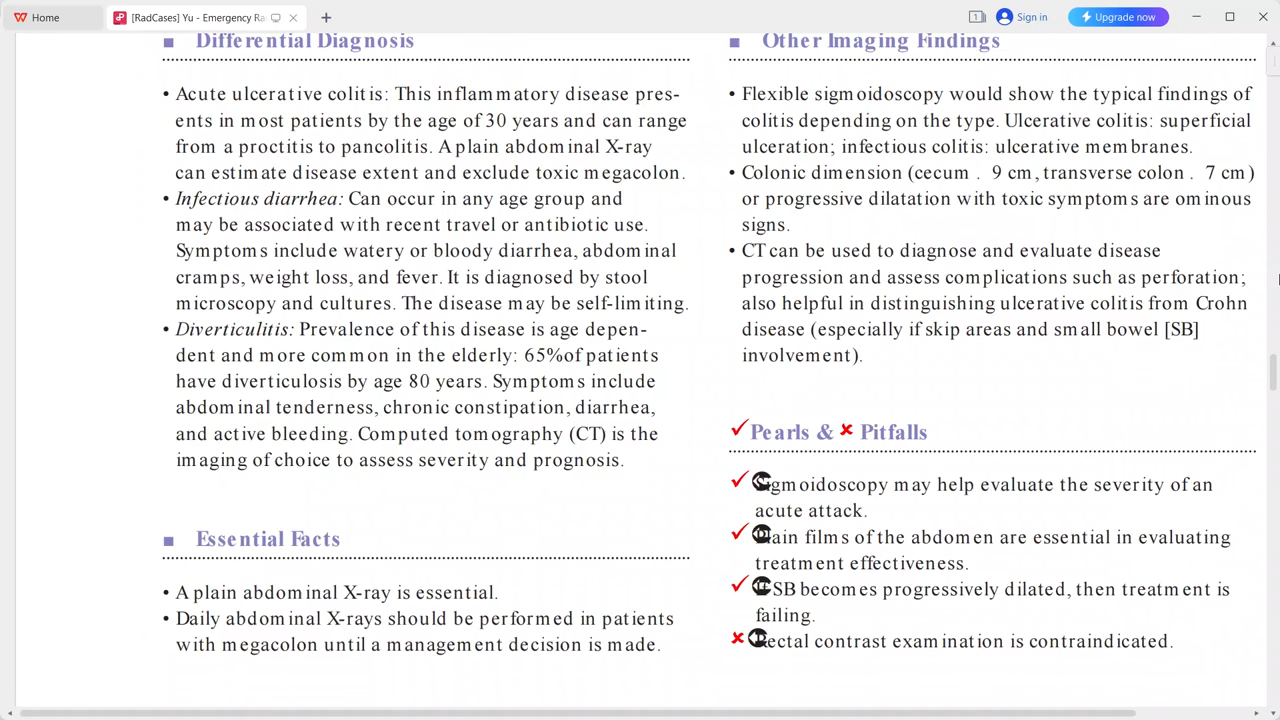 Home
[RadCases] Yu - Emergency Ra
1
Sign in
Upgrade now
Differential Diagnosis
• Acute ulcerative colitis: This inflammatory disease pres-
ents in most patients by the age of 30 years and can range
from a proctitis to pancolitis. A plain abdominal X-ray
can estimate disease extent and exclude toxic megacolon.
• Infectious diarrhea: Can occur in any age group and
may be associated with recent travel or antibiotic use.
Symptoms include watery or bloody diarrhea, abdominal
cramps, weight loss, and fever. It is diagnosed by stool
microscopy and cultures. The disease may be self-limiting.
• Diverticulitis: Prevalence of this disease is age depen-
dent and more common in the elderly: 65%of patients
have diverticulosis by age 80 years. Symptoms include
abdominal tenderness, chronic constipation, diarrhea,
and active bleeding. Computed tomography (CT) is the
imaging of choice to assess severity and prognosis.
Essential Facts
• A plain abdominal X-ray is essential.
• Daily abdominal X-rays should be performed in patients
with megacolon until a management decision is made.
Other Imaging Findings
• Flexible sigmoidoscopy would show the typical findings of
colitis depending on the type. Ulcerative colitis: superficial
ulceration; infectious colitis: ulcerative membranes.
• Colonic dimension (cecum . 9 cm, transverse colon . 7 cm)
or progressive dilatation with toxic symptoms are ominous
signs.
• CT can be used to diagnose and evaluate disease
progression and assess complications such as perforation;
also helpful in distinguishing ulcerative colitis from Crohn
disease (especially if skip areas and small bowel [SB]
involvement).
✓Pearls & ✘ Pitfalls
✓ Sigmoidoscopy may help evaluate the severity of an
acute attack.
✓ Plain films of the abdomen are essential in evaluating
treatment effectiveness.
✓ If SB becomes progressively dilated, then treatment is
failing.
✘ Rectal contrast examination is contraindicated.